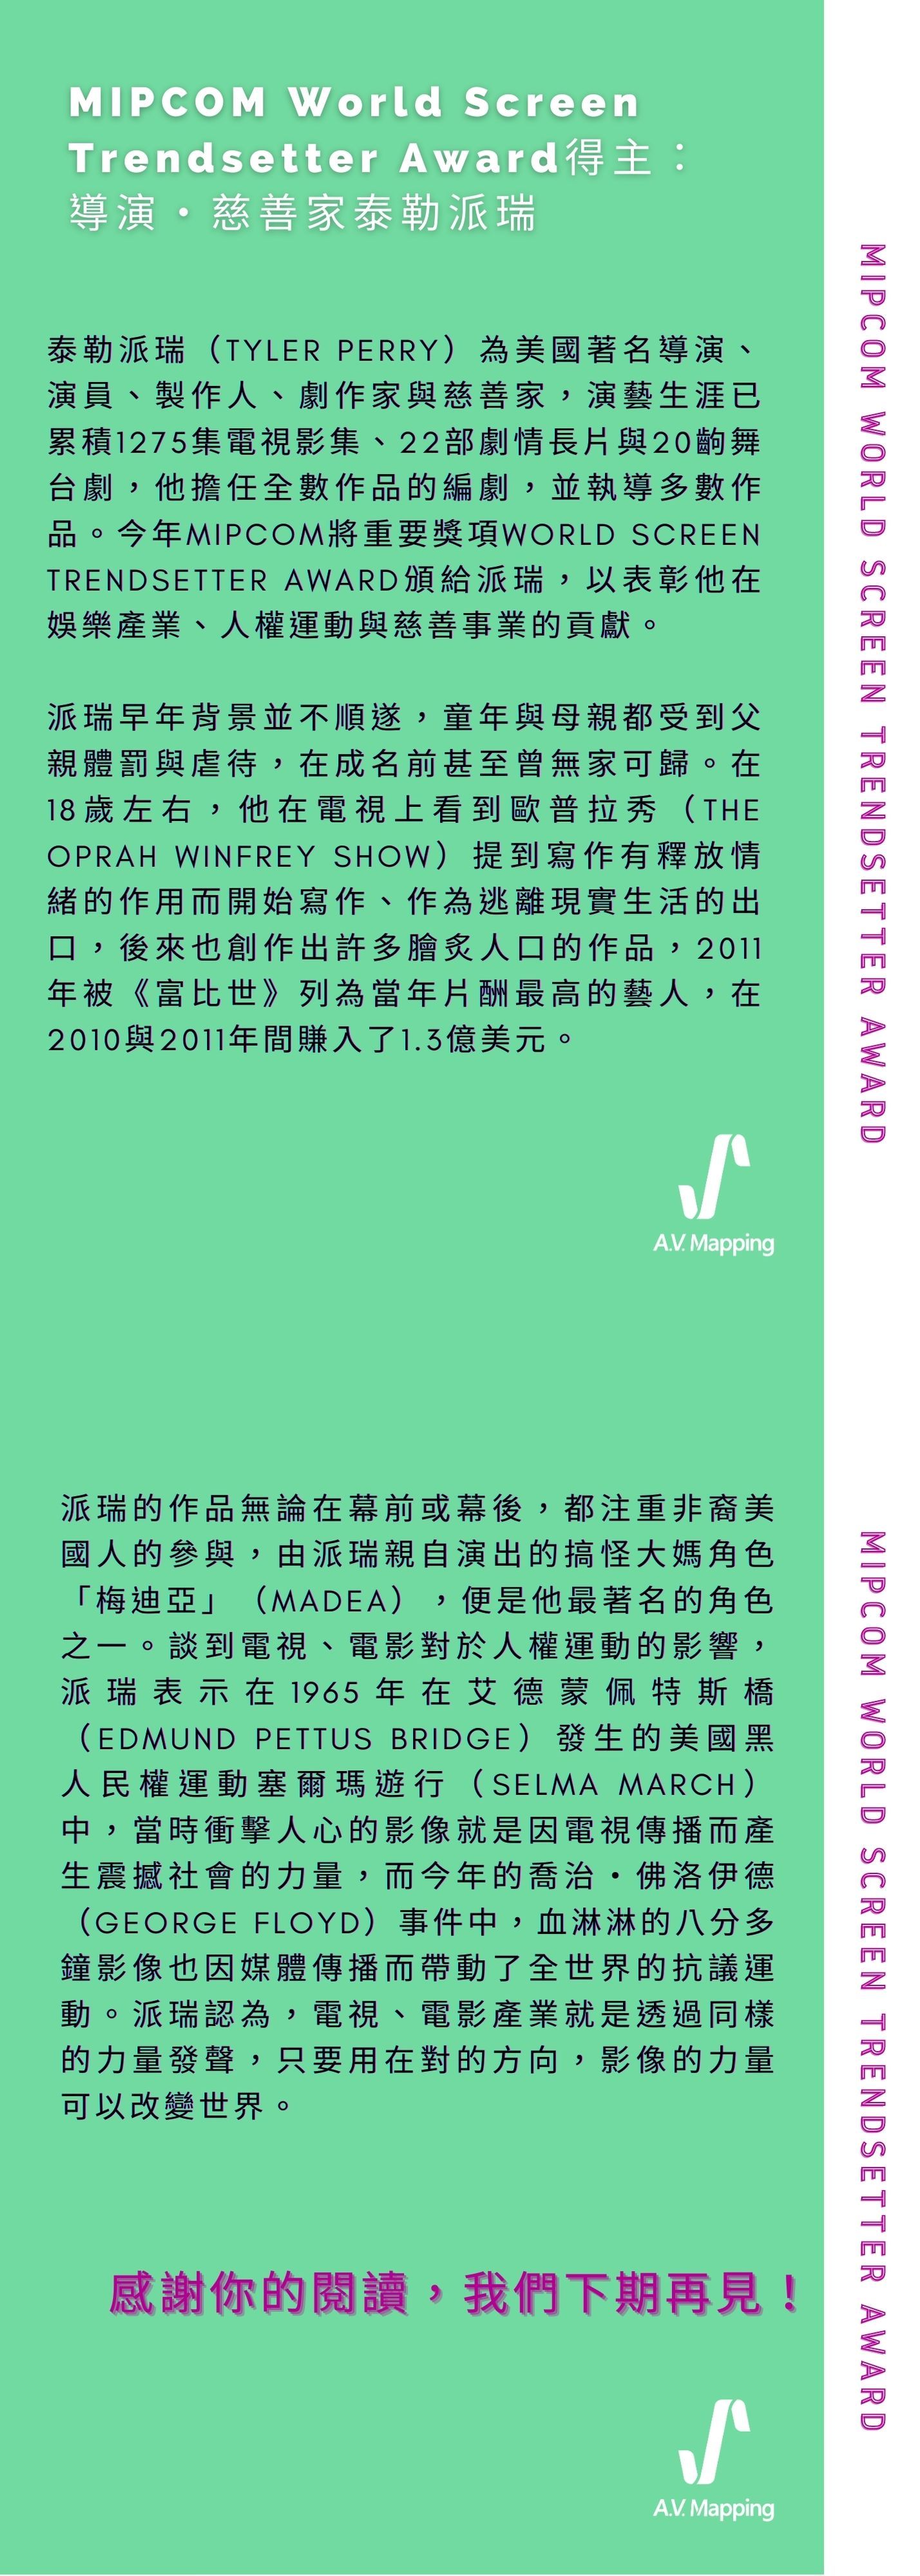 MIPCOM World Screen
Trendsetter Award得主：
導演・慈善家泰勒派瑞
泰勒派瑞（TYLER PERRY）為美國著名導演、
演員、製作人、劇作家與慈善家，演藝生涯已
累積1275集電視影集、22部劇情長片與20齣舞
台劇，他擔任全數作品的編劇，並執導多數作
品。今年MIPCOM將重要獎項WORLD SCREEN
TRENDSETTER AWARD頒給派瑞，以表彰他在
娛樂產業、人權運動與慈善事業的貢獻。
派瑞早年背景並不順遂，童年與母親都受到父
親體罰與虐待，在成名前甚至曾無家可歸。在
18歲左右，他在電視上看到歐普拉秀（THE
OPRAH WINFREY SHOW）提到寫作有釋放情
緒的作用而開始寫作、作為逃離現實生活的出
口，後來也創作出許多膾炙人口的作品，2011
年被《富比世》列為當年片酬最高的藝人，在
2010與2011年間賺入了1.3億美元。
A.V. Mapping
MIPCOM WORLD SCREEN TRENDSETTER AWARD
派瑞的作品無論在幕前或幕後，都注重非裔美
國人的參與，由派瑞親自演出的搞怪大媽角色
「梅迪亞」（MADEA），便是他最著名的角色
之一。談到電視、電影對於人權運動的影響，
派瑞表示在1965年在艾德蒙佩特斯橋
（EDMUND PETTUS BRIDGE）發生的美國黑
人民權運動塞爾瑪遊行（SELMA MARCH）
中，當時衝擊人心的影像就是因電視傳播而產
生震撼社會的力量，而今年的喬治・佛洛伊德
（GEORGE FLOYD）事件中，血淋淋的八分多
鐘影像也因媒體傳播而帶動了全世界的抗議運
動。派瑞認為，電視、電影產業就是透過同樣
的力量發聲，只要用在對的方向，影像的力量
可以改變世界。
感謝你的閱讀，我們下期再見！
A.V. Mapping
MIPCOM WORLD SCREEN TRENDSETTER AWARD